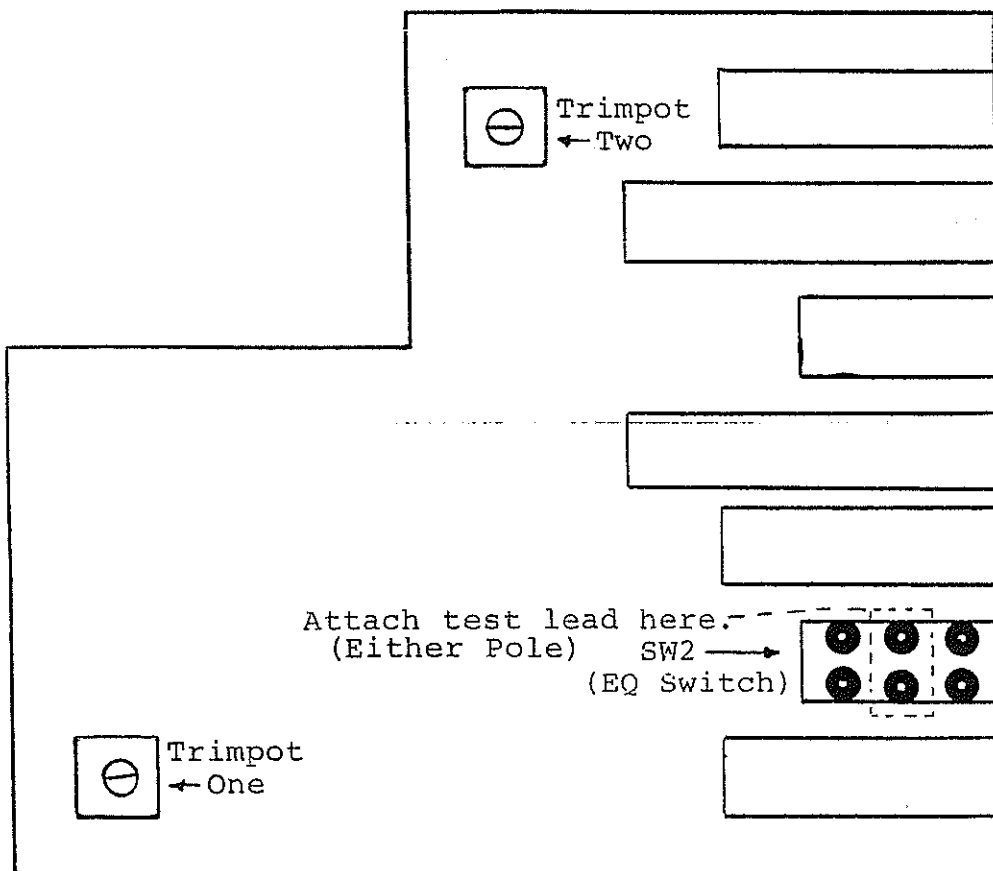 Trimpot
Two
Attach test lead here.
(Either Pole)
SW2
(EQ Switch)
Trimpot
One